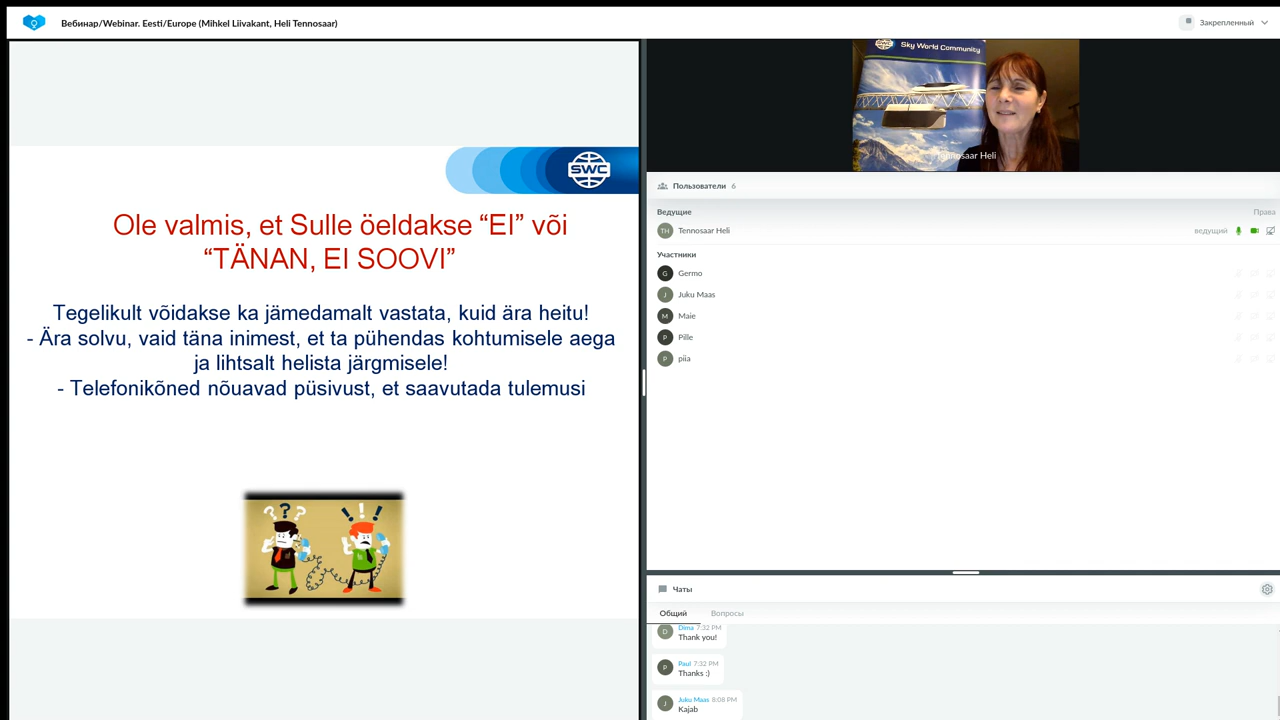 Вебинар/Webinar. Eesti/Europe (Mihkel Liivakant, Heli Tennosaar)
Закрепленный
SWC
Ole valmis, et Sulle öeldakse “EI” või
“TÄNAN, EI SOOVI”
Tegelikult võidakse ka jämedamalt vastata, kuid ära heitu!
- Ära solvu, vaid täna inimest, et ta pühendas kohtumisele aega
ja lihtsalt helista järgmisele!
- Telefonikõned nõuavad püsivust, et saavutada tulemusi
? ? ?
! ! !
SWC
Sky World Community
Tennosaar Heli
Пользователи 6
Ведущие
Права
TH Tennosaar Heli
ведущий
Участники
G Germo
J Juku Maas
M Maie
P Pille
P piia
Чаты
Общий
Вопросы
D Dima 7:32 PM
Thank you!
P Paul 7:32 PM
Thanks :)
J Juku Maas 8:08 PM
Kajab